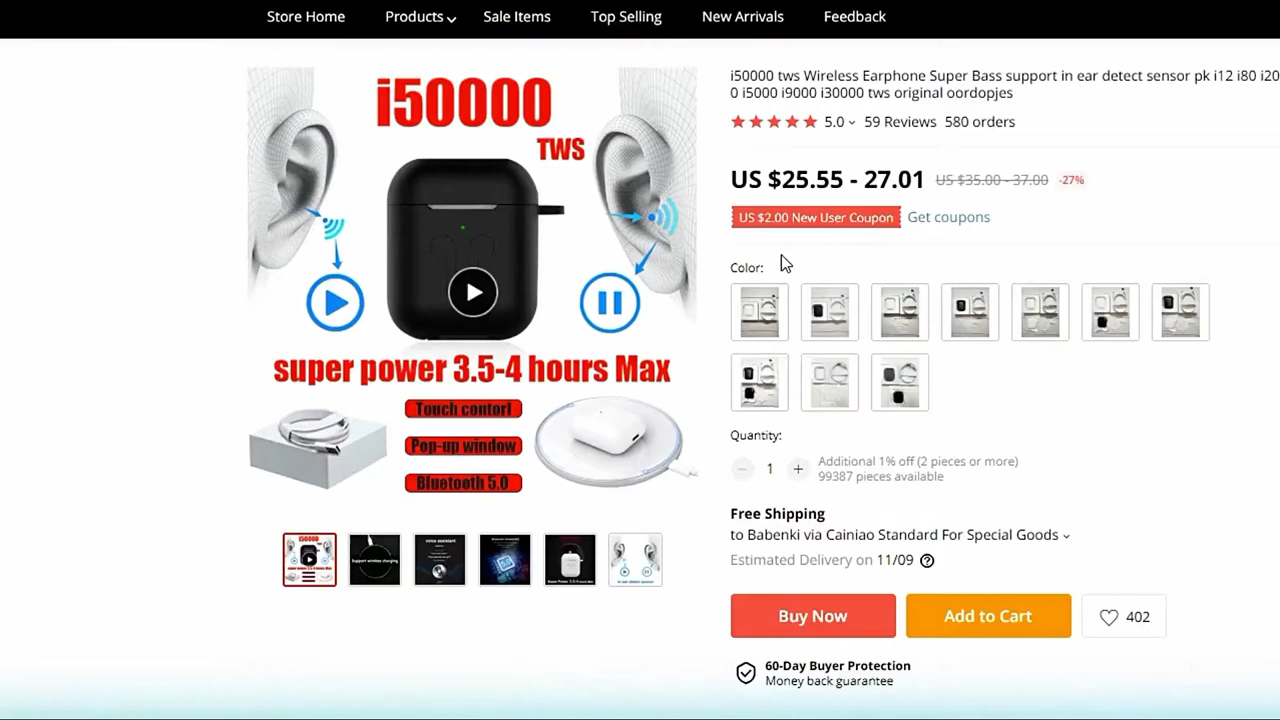 Store Home Products Sale Items Top Selling New Arrivals Feedback
i50000
TWS
super power 3.5-4 hours Max
Touch contorl
Pop-up window
Bluetooth 5.0
i50000 tws Wireless Earphone Super Bass support in ear detect sensor pk i12 i80 i20
0 i5000 i9000 i30000 tws original oordopjes
5.0 59 Reviews 580 orders
US $25.55 - 27.01 US $35.00 - 37.00 -27%
US $2.00 New User Coupon Get coupons
Color:
Quantity:
1
Additional 1% off (2 pieces or more)
99387 pieces available
Free Shipping
to Babenki via Cainiao Standard For Special Goods
Estimated Delivery on 11/09
Buy Now Add to Cart 402
60-Day Buyer Protection
Money back guarantee
i50000
Support wireless charging
voice assistant